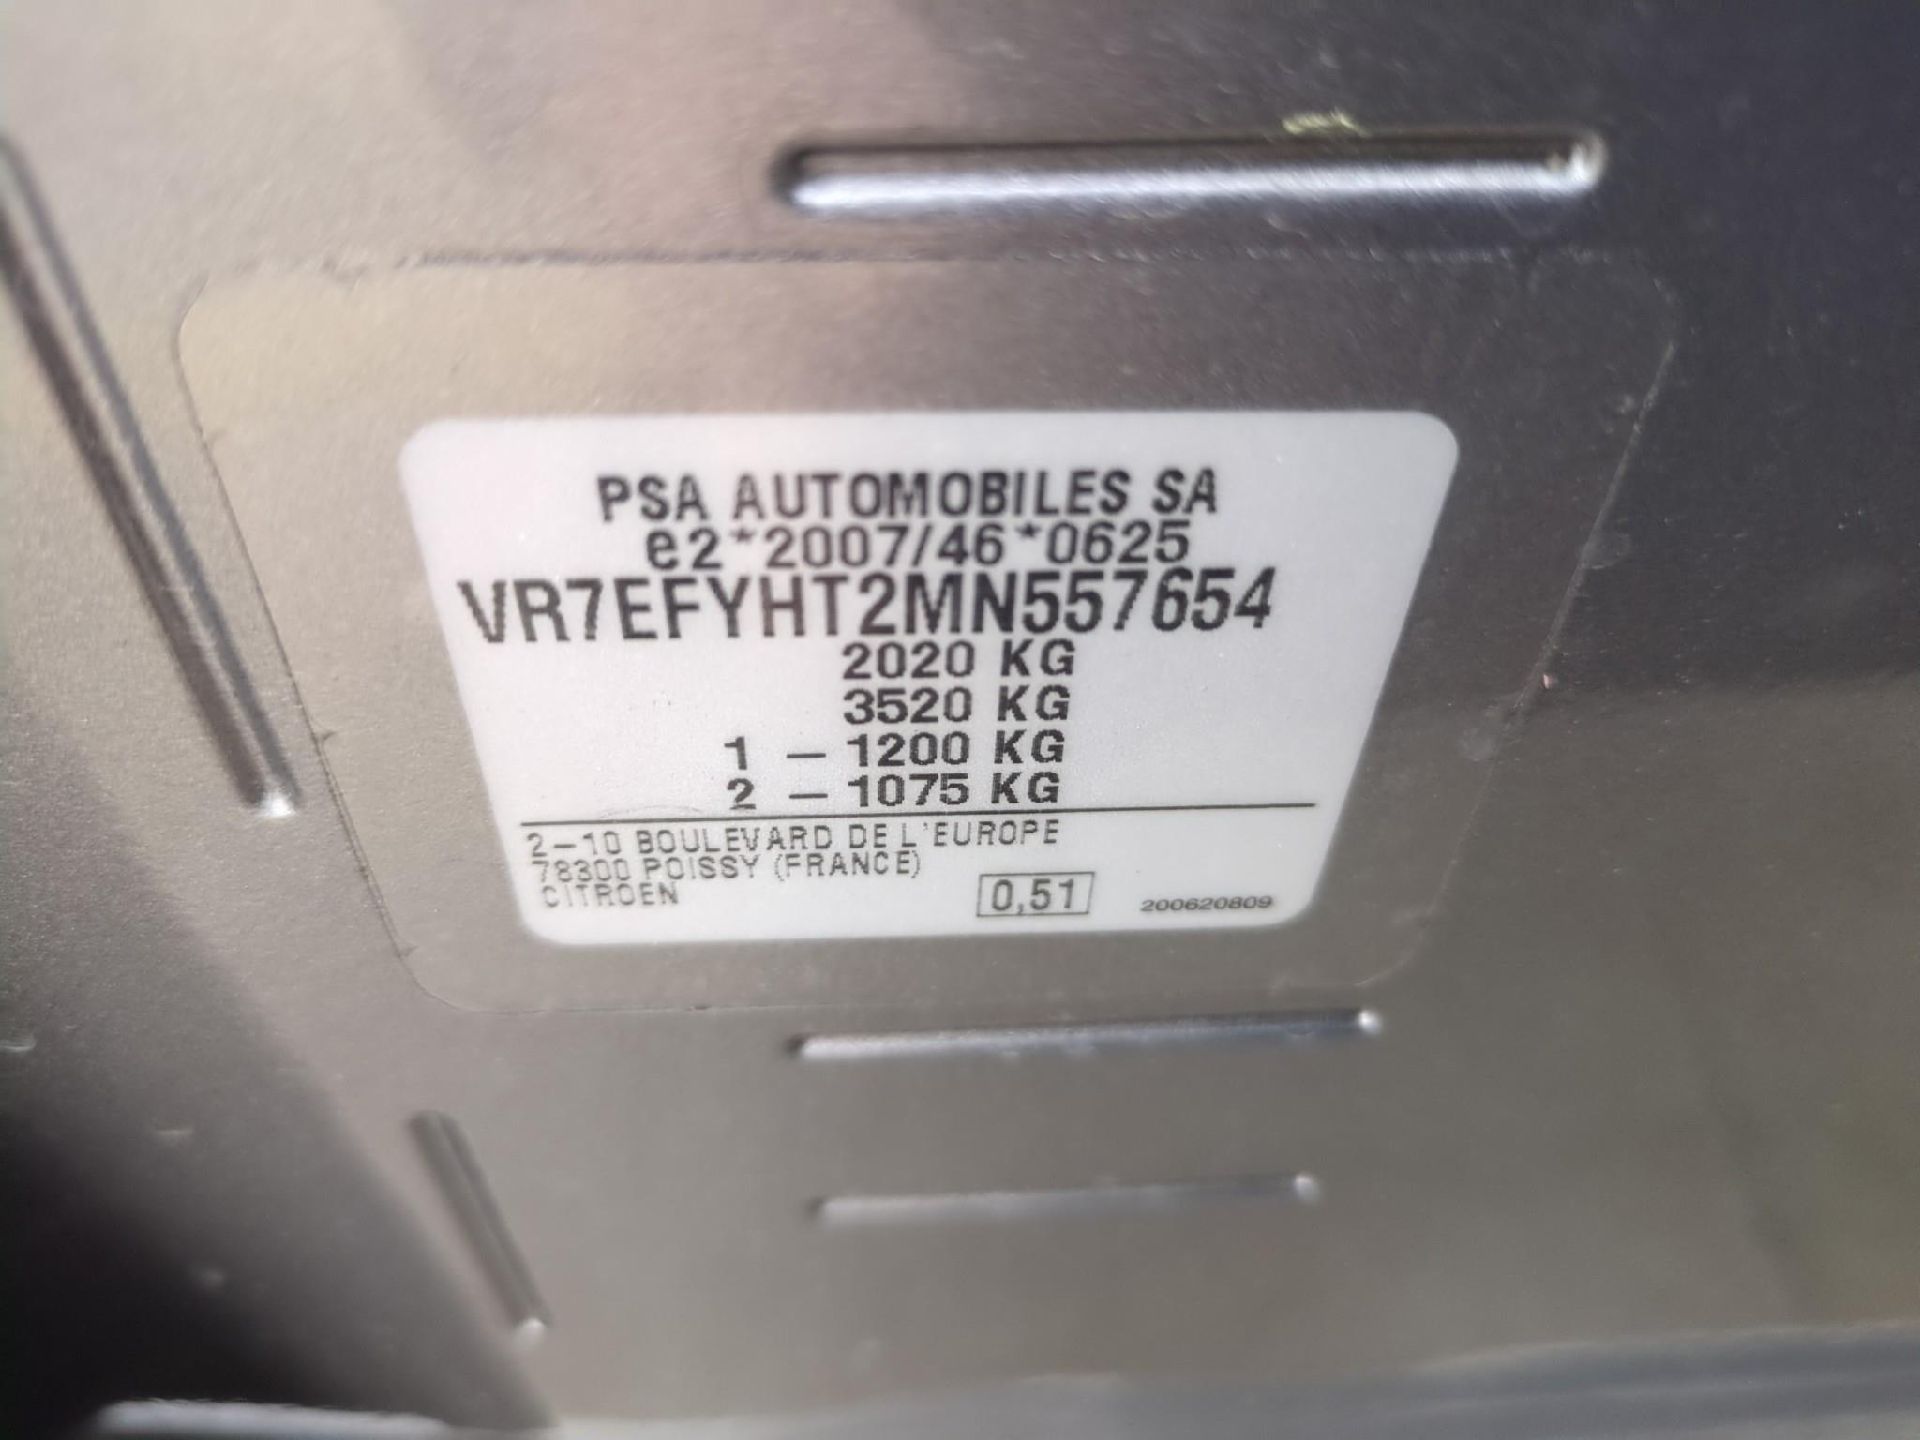 PSA AUTOMOBILES SA
e2*2007/46*0625
VR7EFYHT2MN557654
2020 KG
3520 KG
1 - 1200 KG
2 - 1075 KG
2-10 BOULEVARD DE L'EUROPE
78300 POISSY (FRANCE)
CITROEN
0,51
200620809